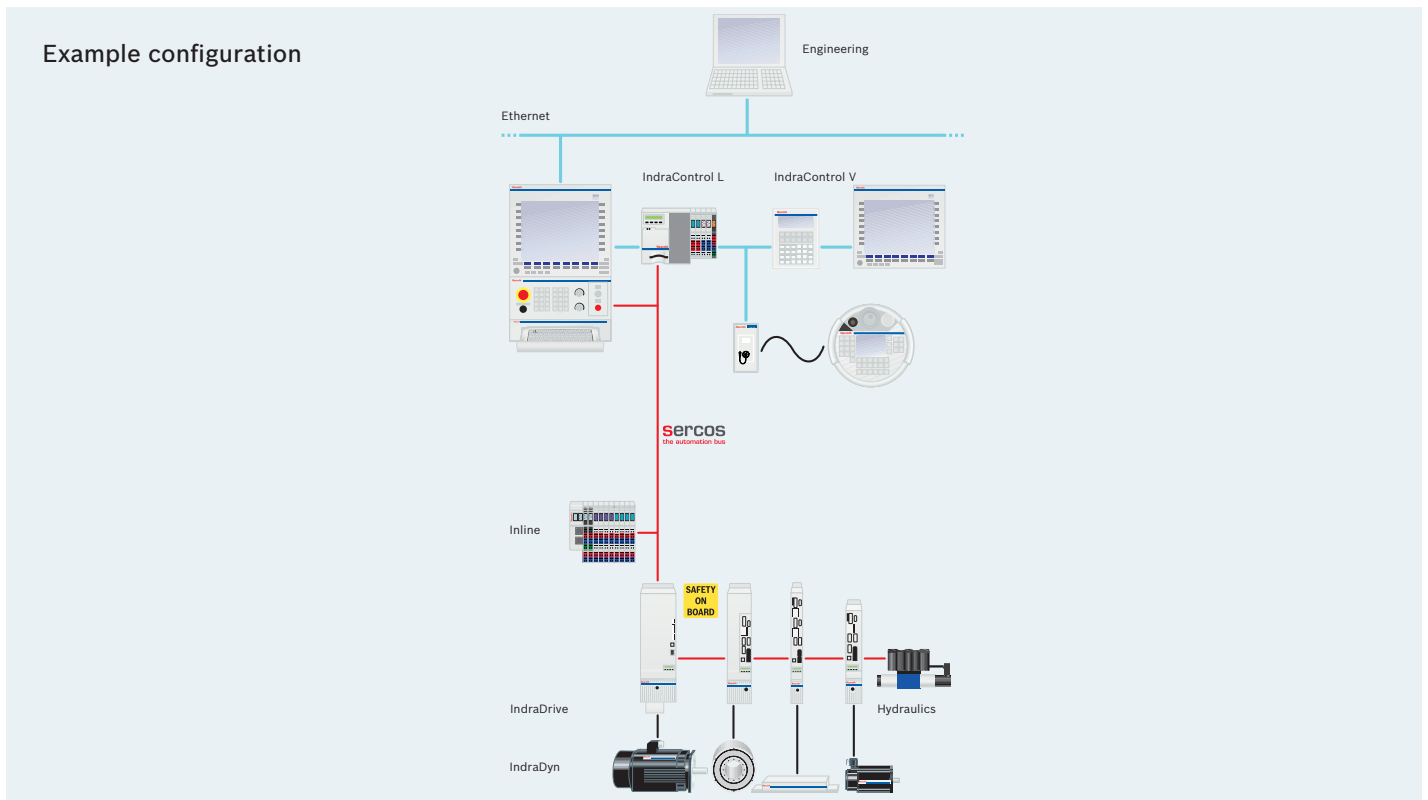 Example configuration
Engineering
Ethernet
IndraControl L
IndraControl V
sercos
the automation bus
Inline
SAFETY
ON
BOARD
IndraDrive
Hydraulics
IndraDyn